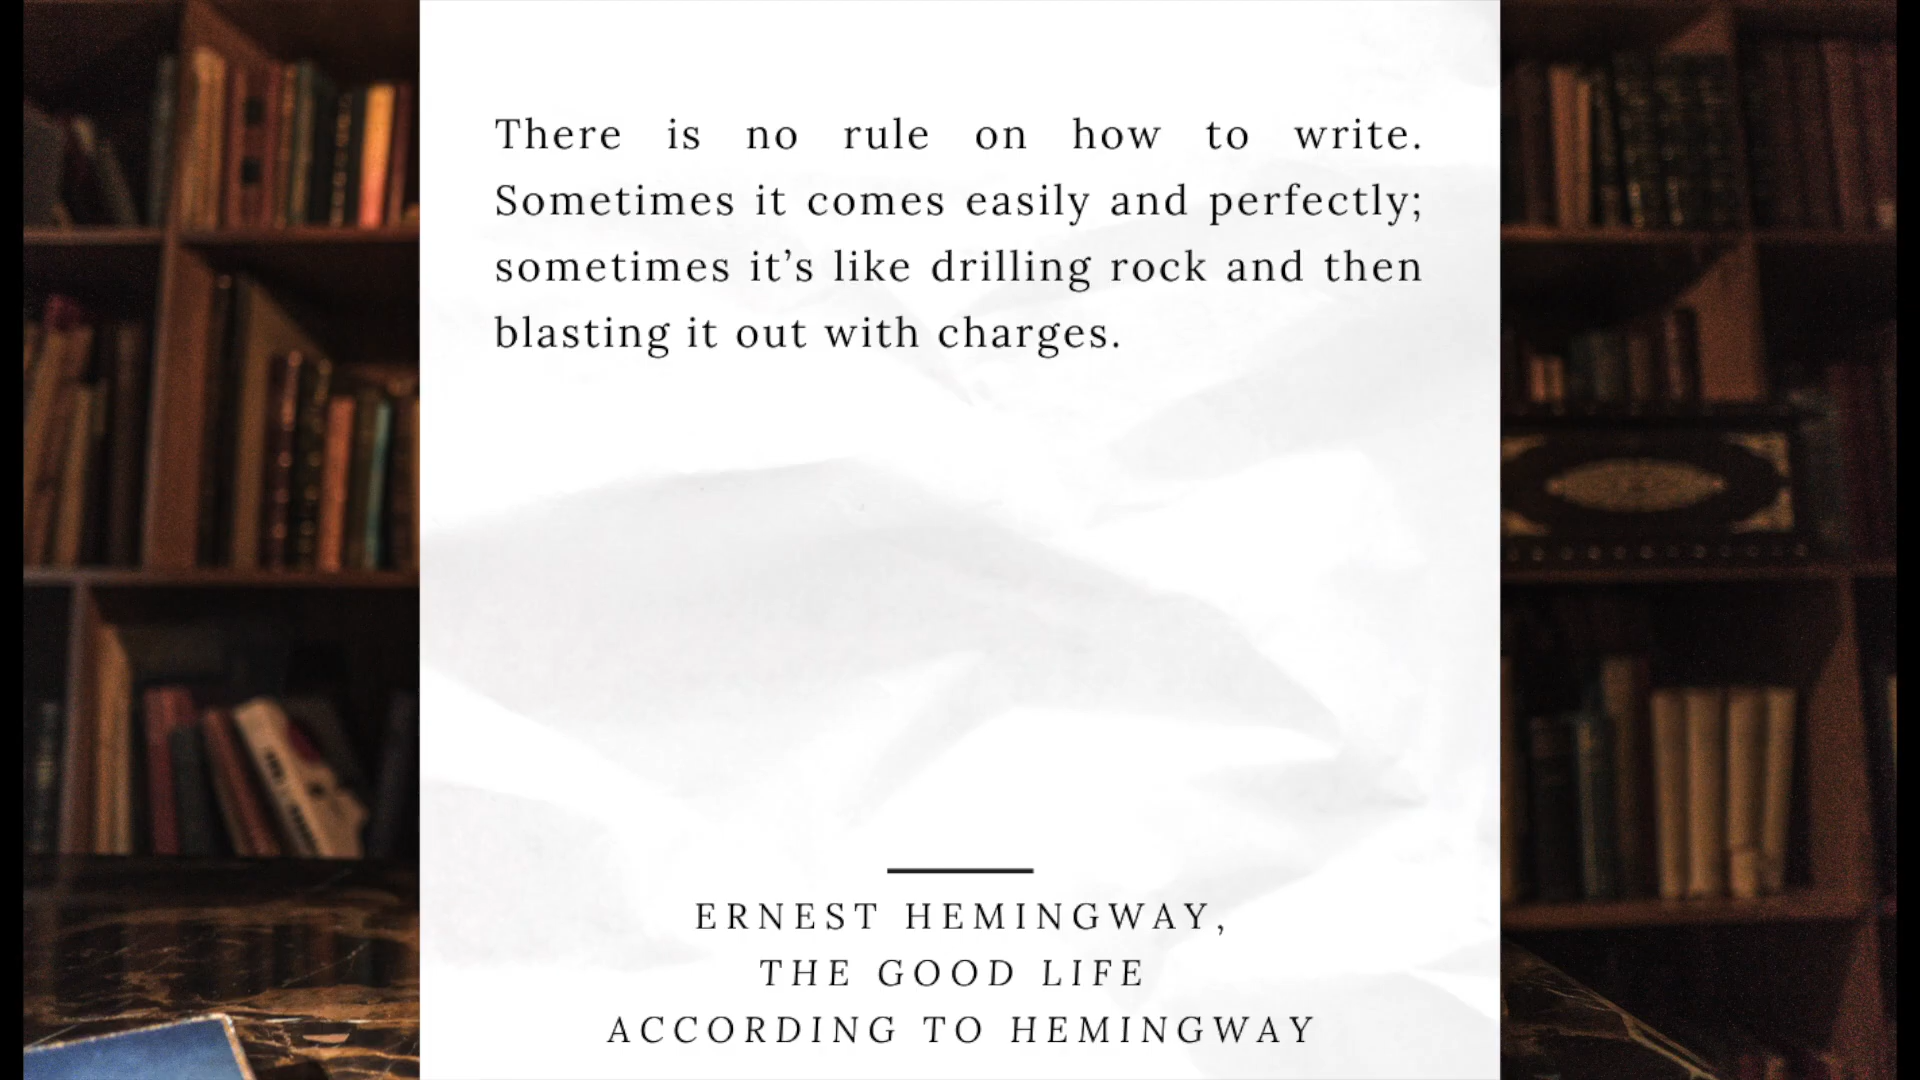 There is no rule on how to write.
Sometimes it comes easily and perfectly;
sometimes it’s like drilling rock and then
blasting it out with charges.
ERNEST HEMINGWAY,
THE GOOD LIFE
ACCORDING TO HEMINGWAY